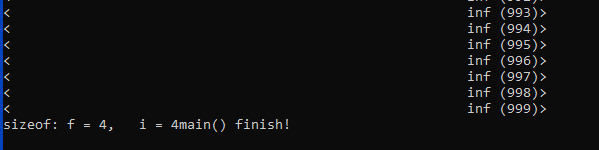 <                                                          inf (993)>
<                                                          inf (994)>
<                                                          inf (995)>
<                                                          inf (996)>
<                                                          inf (997)>
<                                                          inf (998)>
<                                                          inf (999)>
sizeof: f = 4,   i = 4main() finish!